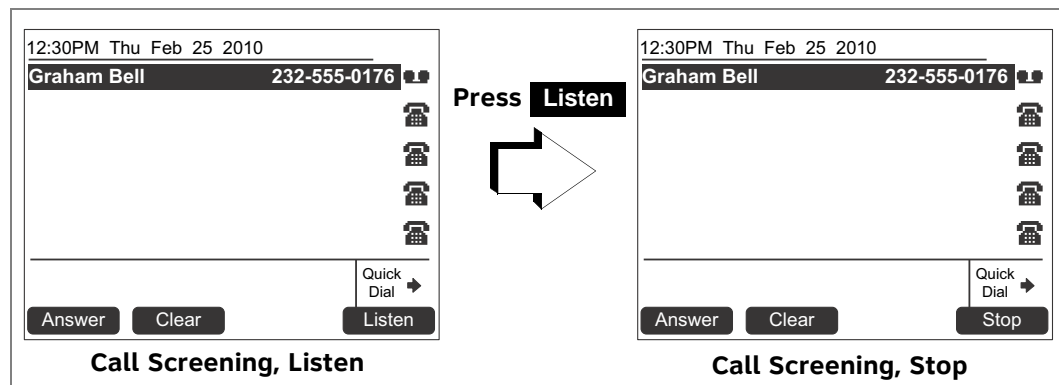 12:30PM Thu Feb 25 2010
Graham Bell 232-555-0176
Quick
Dial
Answer Clear Listen
Call Screening, Listen
Press Listen
12:30PM Thu Feb 25 2010
Graham Bell 232-555-0176
Quick
Dial
Answer Clear Stop
Call Screening, Stop